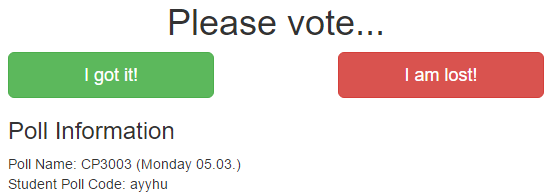 Please vote...
I got it!
I am lost!
Poll Information
Poll Name: CP3003 (Monday 05.03.)
Student Poll Code: ayyhu